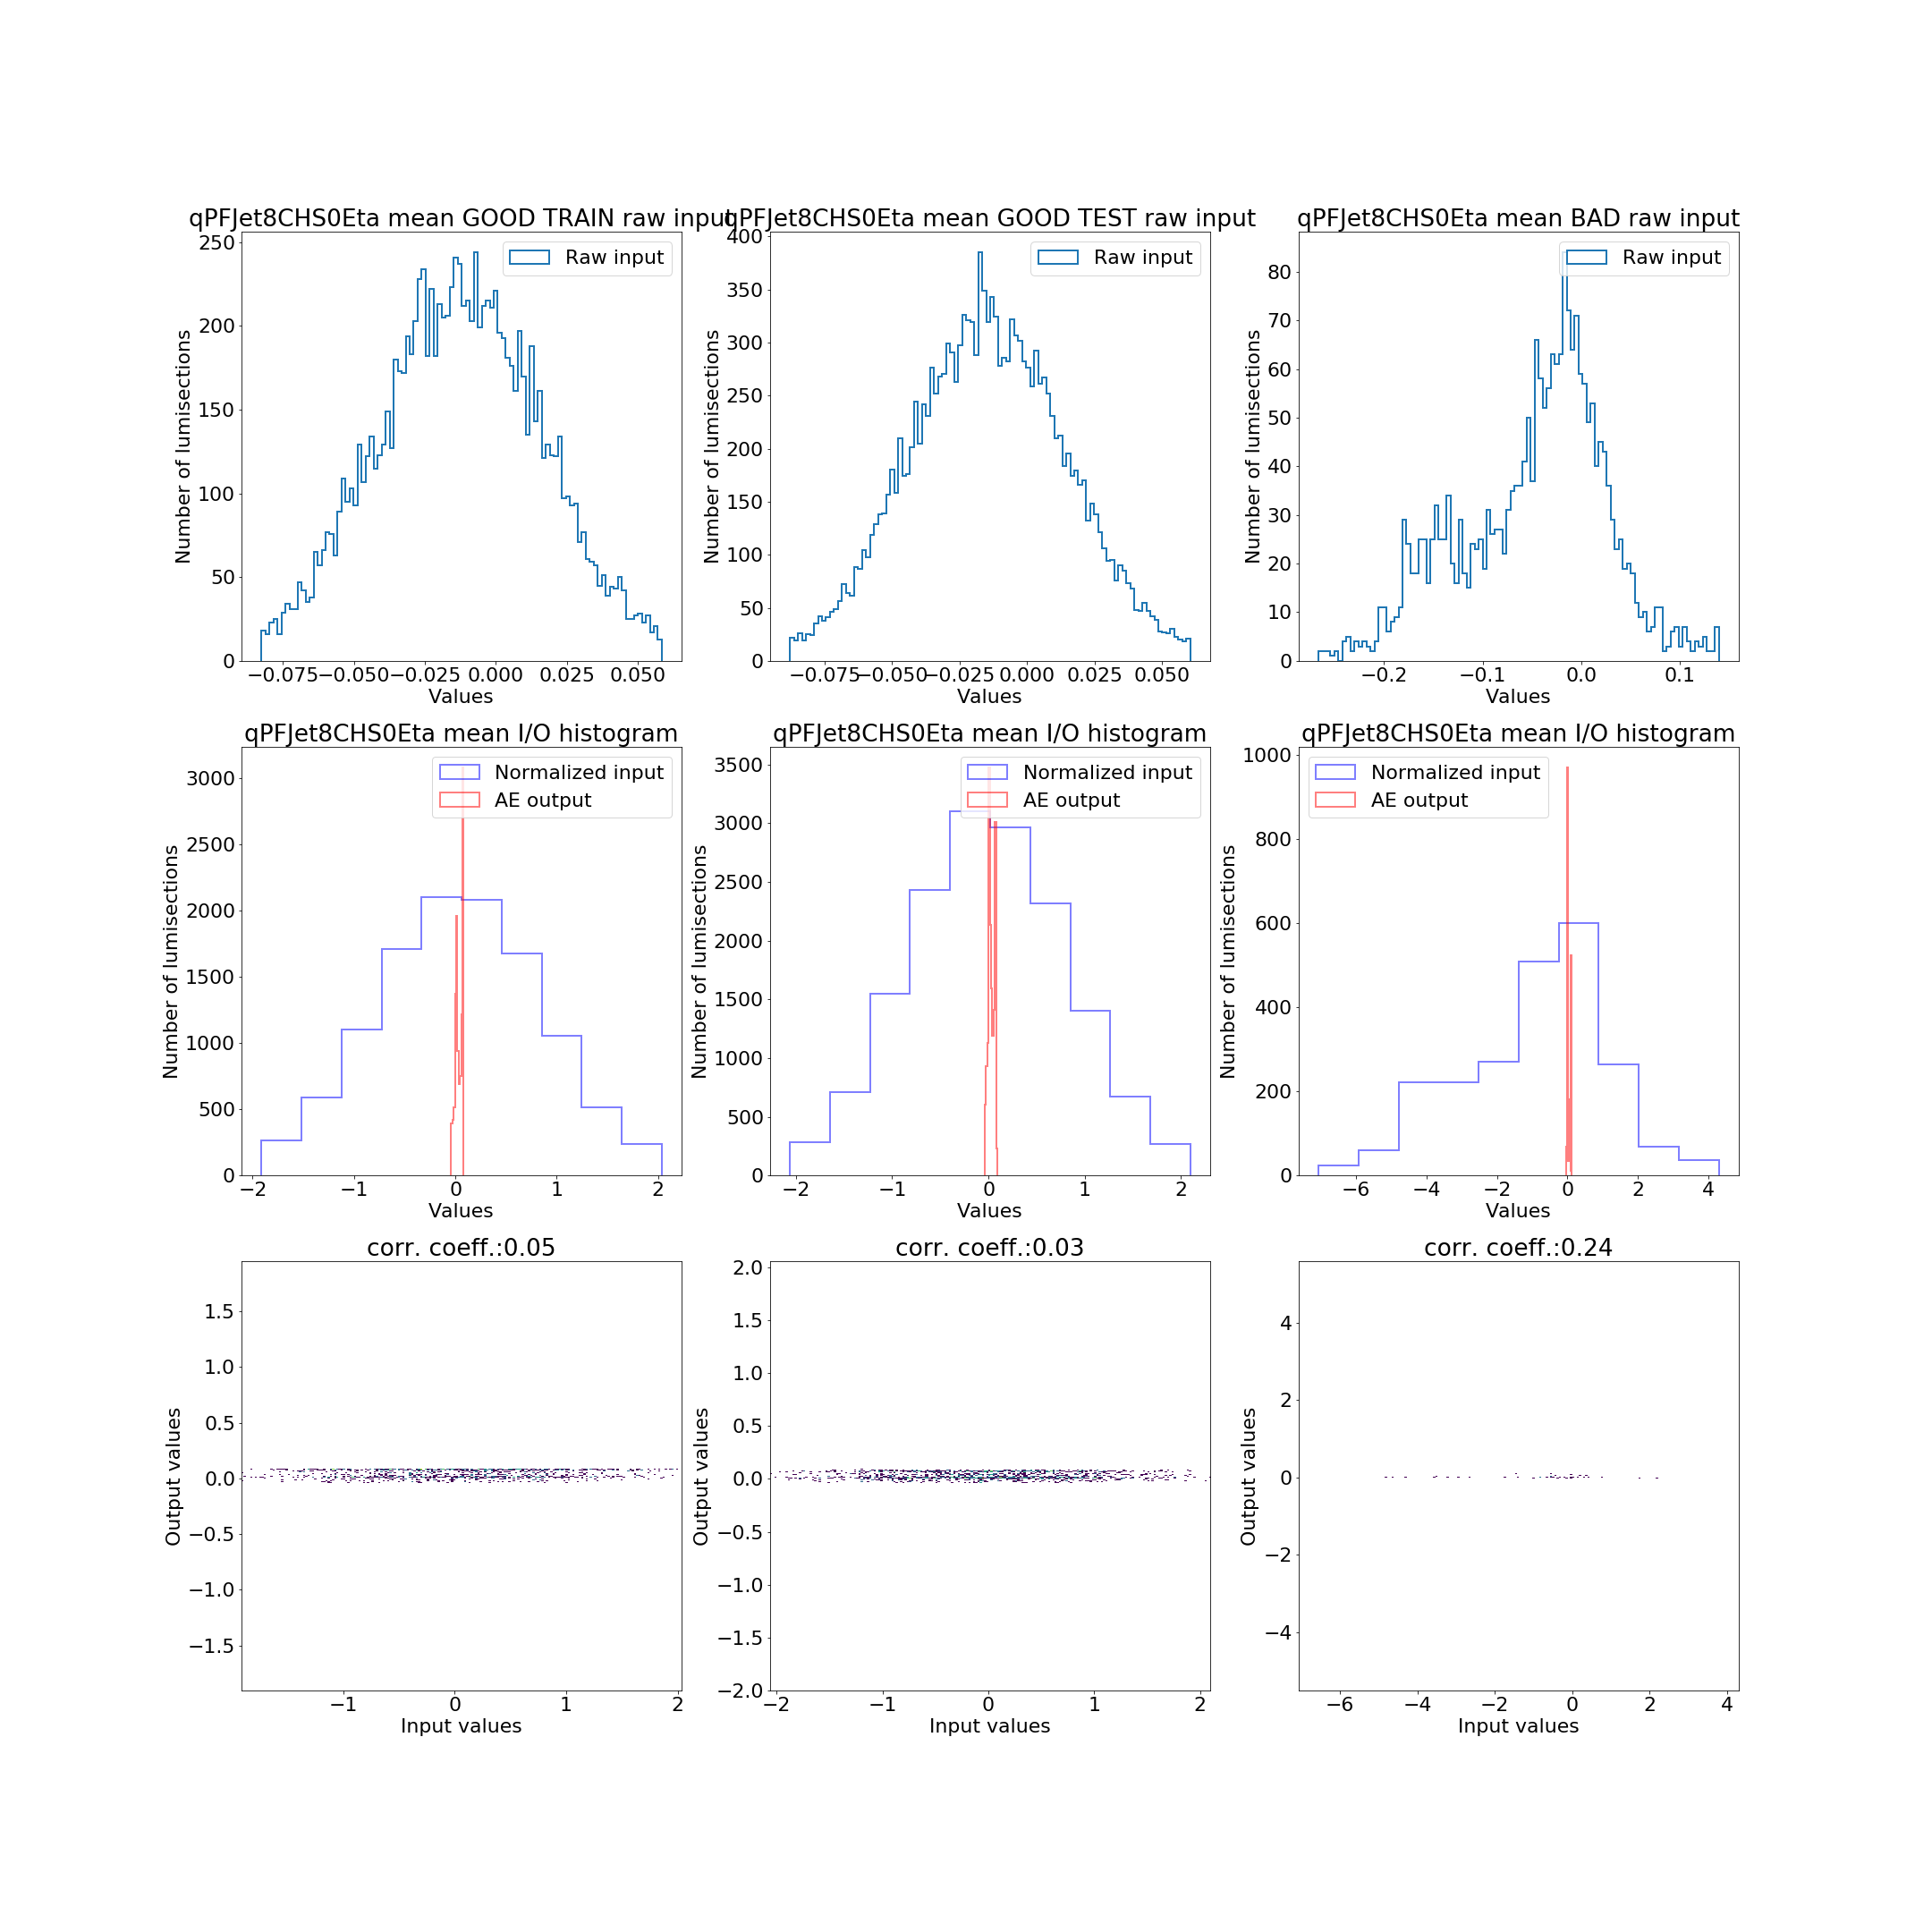 qPFJet8CHS0Eta mean GOOD TRAIN raw input
qPFJet8CHS0Eta mean GOOD TEST raw input
qPFJet8CHS0Eta mean BAD raw input
Raw input
250
200
150
100
50
0
Number of lumisections
−0.075 −0.050 −0.025 0.000 0.025 0.050
Values
Raw input
400
350
300
250
200
150
100
50
0
Number of lumisections
−0.075 −0.050 −0.025 0.000 0.025 0.050
Values
Raw input
80
70
60
50
40
30
20
10
0
Number of lumisections
−0.2 −0.1 0.0 0.1
Values
qPFJet8CHS0Eta mean I/O histogram
Normalized input
AE output
3000
2500
2000
1500
1000
500
0
Number of lumisections
−2 −1 0 1 2
Values
qPFJet8CHS0Eta mean I/O histogram
Normalized input
AE output
3500
3000
2500
2000
1500
1000
500
0
Number of lumisections
−2 −1 0 1 2
Values
qPFJet8CHS0Eta mean I/O histogram
Normalized input
AE output
1000
800
600
400
200
0
Number of lumisections
−6 −4 −2 0 2 4
Values
corr. coeff.:0.05
1.5
1.0
0.5
0.0
−0.5
−1.0
−1.5
Output values
−1 0 1 2
Input values
corr. coeff.:0.03
2.0
1.5
1.0
0.5
0.0
−0.5
−1.0
−1.5
−2.0
Output values
−2 −1 0 1 2
Input values
corr. coeff.:0.24
4
2
0
−2
−4
Output values
−6 −4 −2 0 2 4
Input values